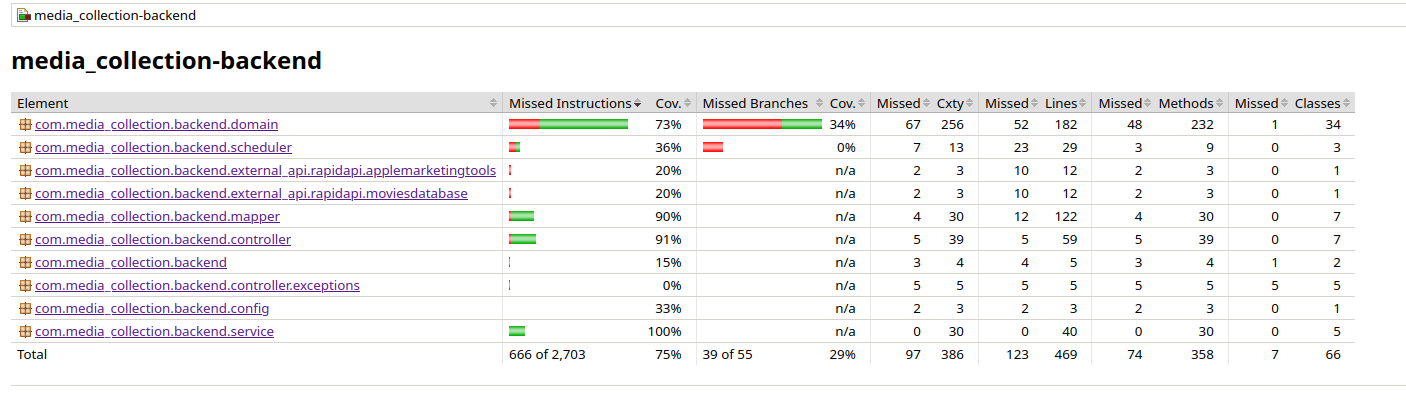 media_collection-backend
media_collection-backend
Element Missed Instructions Cov. Missed Branches Cov. Missed Cxty Missed Lines Missed Methods Missed Classes
com.media_collection.backend.domain 73% 34% 67 256 52 182 48 232 1 34
com.media_collection.backend.scheduler 36% 0% 7 13 23 29 3 9 0 3
com.media_collection.backend.external_api.rapidapi.applemarketingtools 20% n/a 2 3 10 12 2 3 0 1
com.media_collection.backend.external_api.rapidapi.moviesdatabase 20% n/a 2 3 10 12 2 3 0 1
com.media_collection.backend.mapper 90% n/a 4 30 12 122 4 30 0 7
com.media_collection.backend.controller 91% n/a 5 39 5 59 5 39 0 7
com.media_collection.backend 15% n/a 3 4 4 5 3 4 1 2
com.media_collection.backend.controller.exceptions 0% n/a 5 5 5 5 5 5 5 5
com.media_collection.backend.config 33% n/a 2 3 2 3 2 3 0 1
com.media_collection.backend.service 100% n/a 0 30 0 40 0 30 0 5
Total 666 of 2,703 75% 39 of 55 29% 97 386 123 469 74 358 7 66